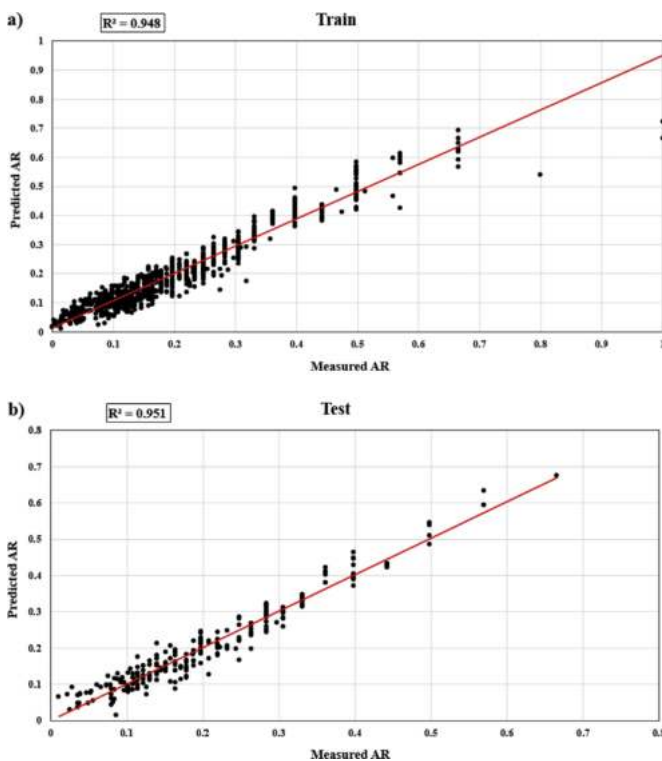 a)
R² = 0.948
Train
1
0.9
0.8
0.7
0.6
0.5
0.4
0.3
0.2
0.1
0
Predicted AR
0 0.1 0.2 0.3 0.4 0.5 0.6 0.7 0.8 0.9 1
Measured AR
b)
R² = 0.951
Test
0.8
0.7
0.6
0.5
0.4
0.3
0.2
0.1
0
Predicted AR
0 0.1 0.2 0.3 0.4 0.5 0.6 0.7 0.8
Measured AR